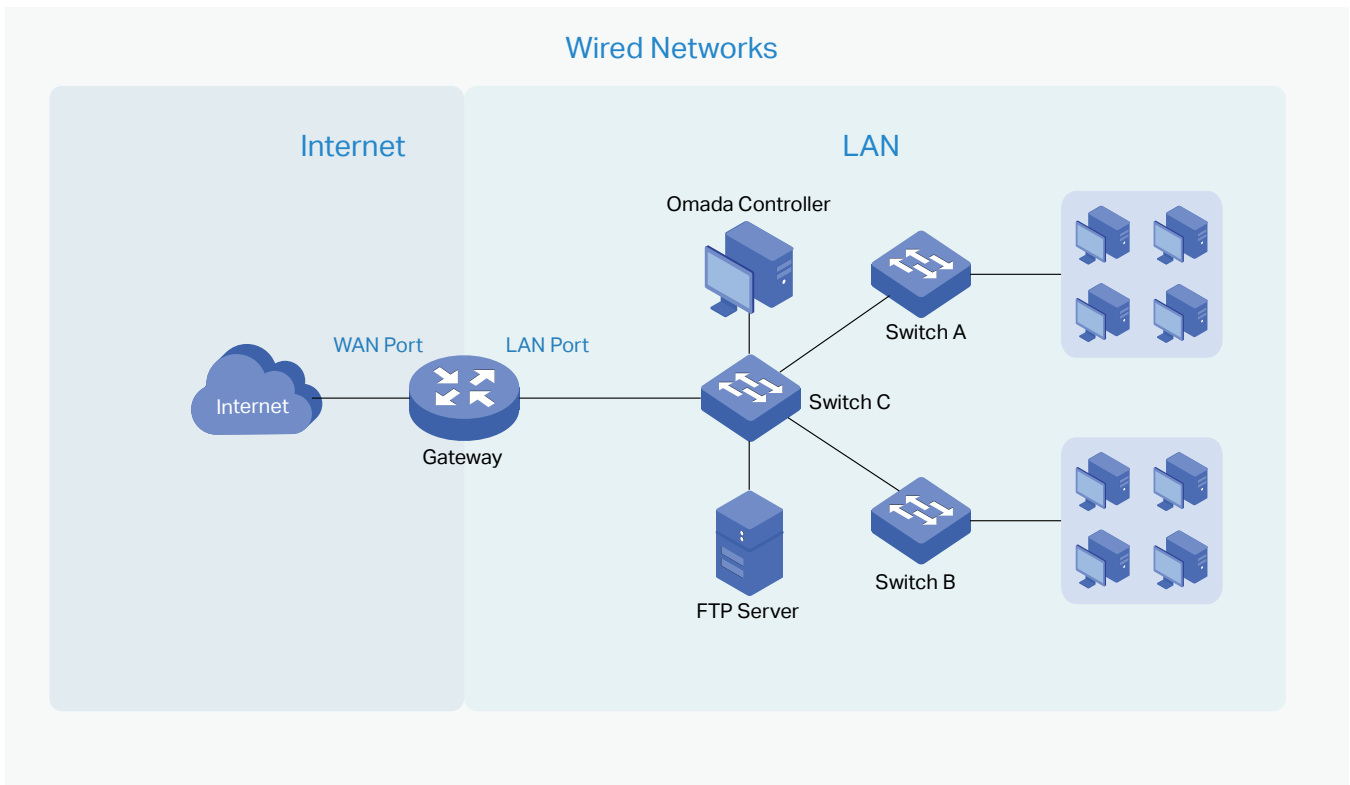 Wired Networks
Internet
LAN
Omada Controller
Switch A
WAN Port
LAN Port
Internet
Switch C
Gateway
Switch B
FTP Server